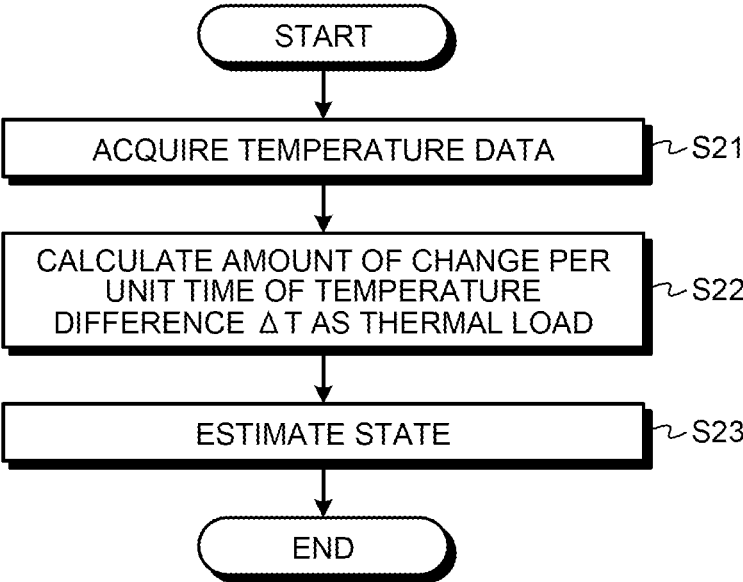 START
ACQUIRE TEMPERATURE DATA
S21
CALCULATE AMOUNT OF CHANGE PER
UNIT TIME OF TEMPERATURE
DIFFERENCE ΔT AS THERMAL LOAD
S22
ESTIMATE STATE
S23
END